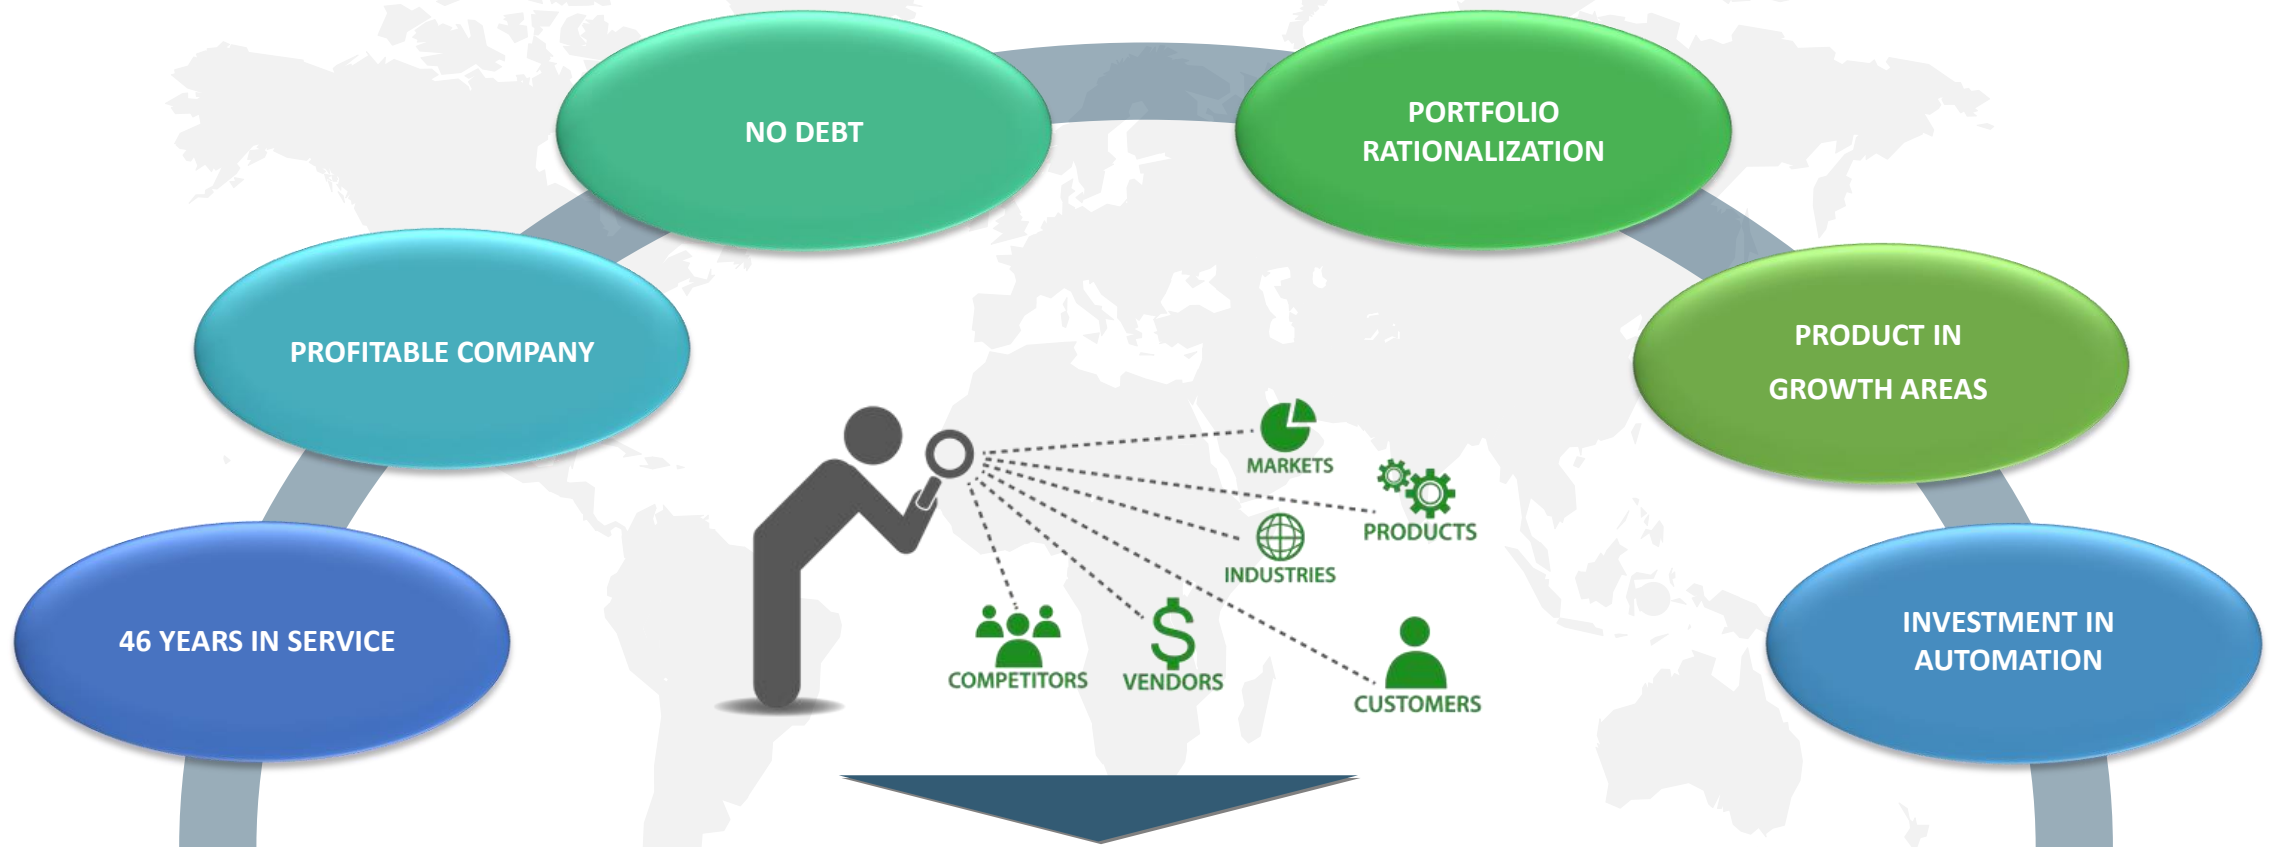 NO DEBT
PORTFOLIO
RATIONALIZATION
PROFITABLE COMPANY
PRODUCT IN
GROWTH AREAS
46 YEARS IN SERVICE
INVESTMENT IN
AUTOMATION
MARKETS
PRODUCTS
INDUSTRIES
COMPETITORS
VENDORS
CUSTOMERS